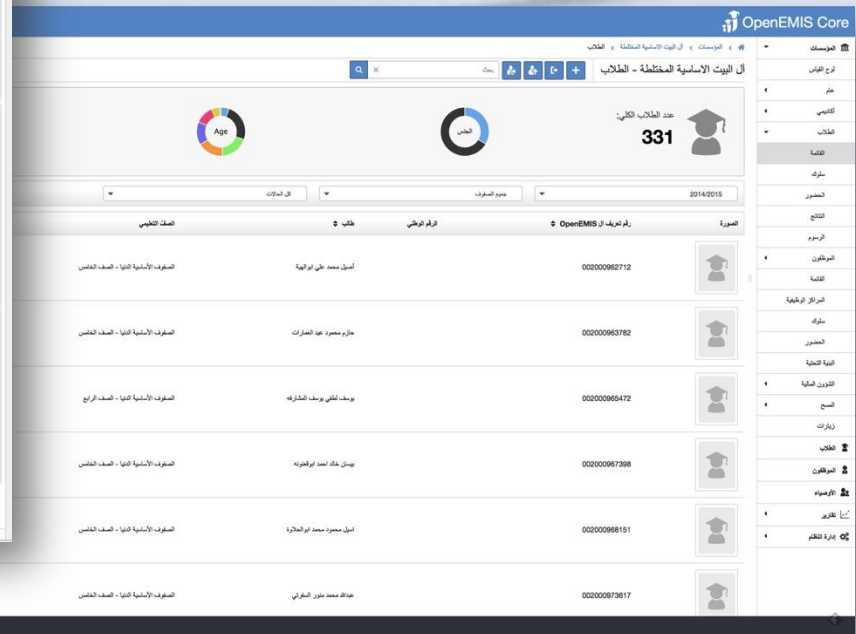 OpenEMIS Core
المؤسسات
لوح القياس
عام
أكاديمي
الطلاب
القائمة
سلوك
الحضور
النتائج
الرسوم
الموظفون
القائمة
المراكز الوظيفية
سلوك
الحضور
البنية التحتية
الشؤون المالية
المسح
زيارات
الطلاب
الموظفون
الأوصياء
تقارير
إدارة النظام
المؤسسات › آل البيت الاساسية المختلطة › الطلاب
آل البيت الاساسية المختلطة - الطلاب
بحث
عدد الطلاب الكلي:
331
الجنس
Age
2014/2015
جميع الصفوف
كل الحالات
الصورة رقم تعريف ال OpenEMIS الرقم الوطني طالب الصف التعليمي
002000962712 أصيل محمد علي ابوالهية الصفوف الأساسية الدنيا - الصف الخامس
002000963782 حازم محمود عيد العمارات الصفوف الأساسية الدنيا - الصف الخامس
002000965472 يوسف لطفي يوسف المشارفه الصفوف الأساسية الدنيا - الصف الرابع
002000967398 بيسان خالد احمد الصفوف الأساسية الدنيا - الصف الخامس
002000968151 اسيل محمود محمد ابوالحلاوة الصفوف الأساسية الدنيا - الصف الخامس
002000973617 عبدالله محمد منور الصفوف الأساسية الدنيا - الصف الخامس